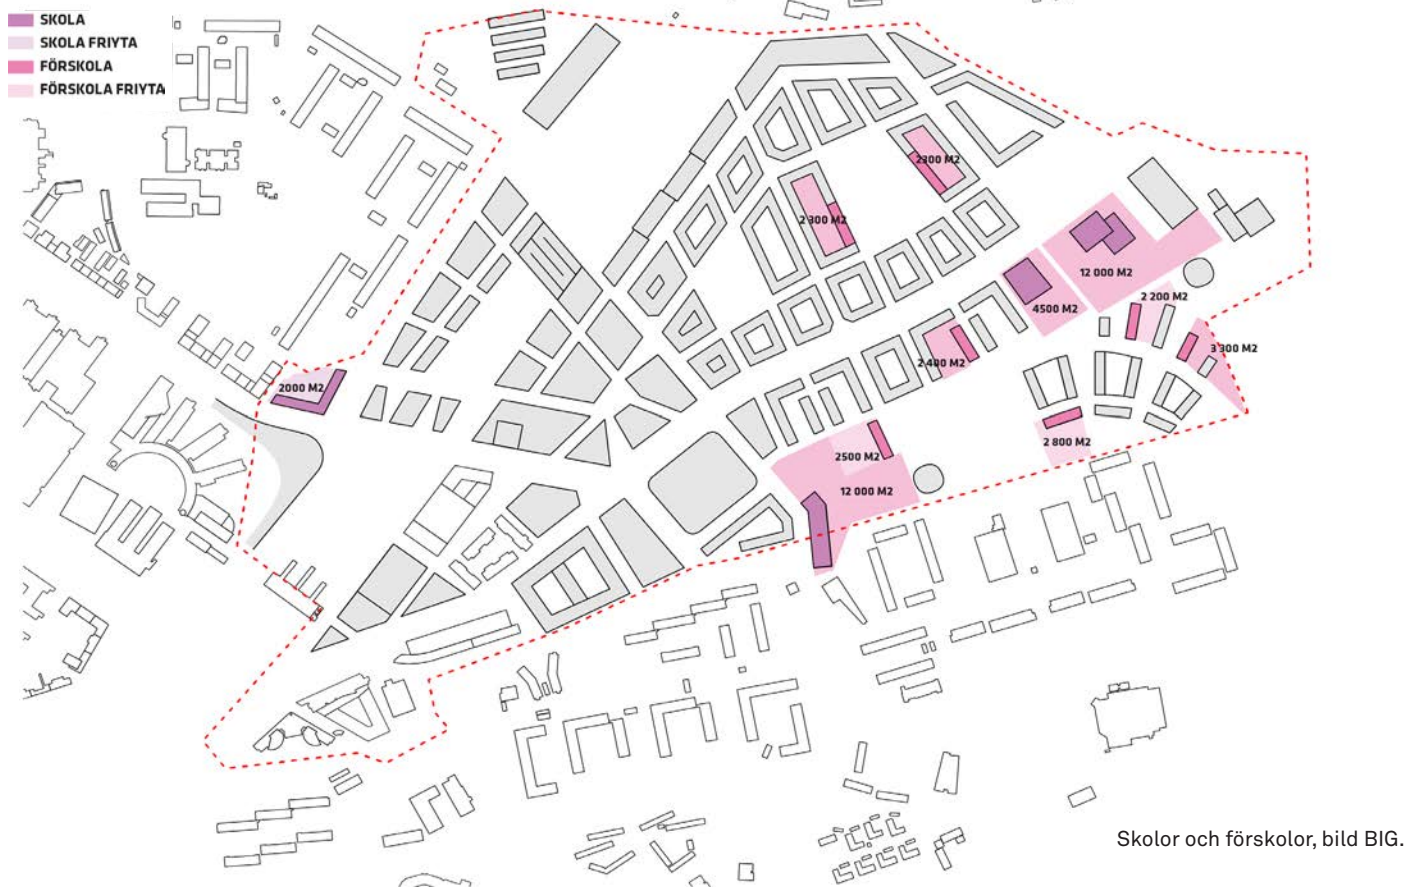 SKOLA
SKOLA FRIYTA
FÖRSKOLA
FÖRSKOLA FRIYTA
2300 M2
2 300 M2
12 000 M2
2 200 M2
4500 M2
3 300 M2
2 400 M2
2000 M2
2 800 M2
2500 M2
12 000 M2
Skolor och förskolor, bild BIG.